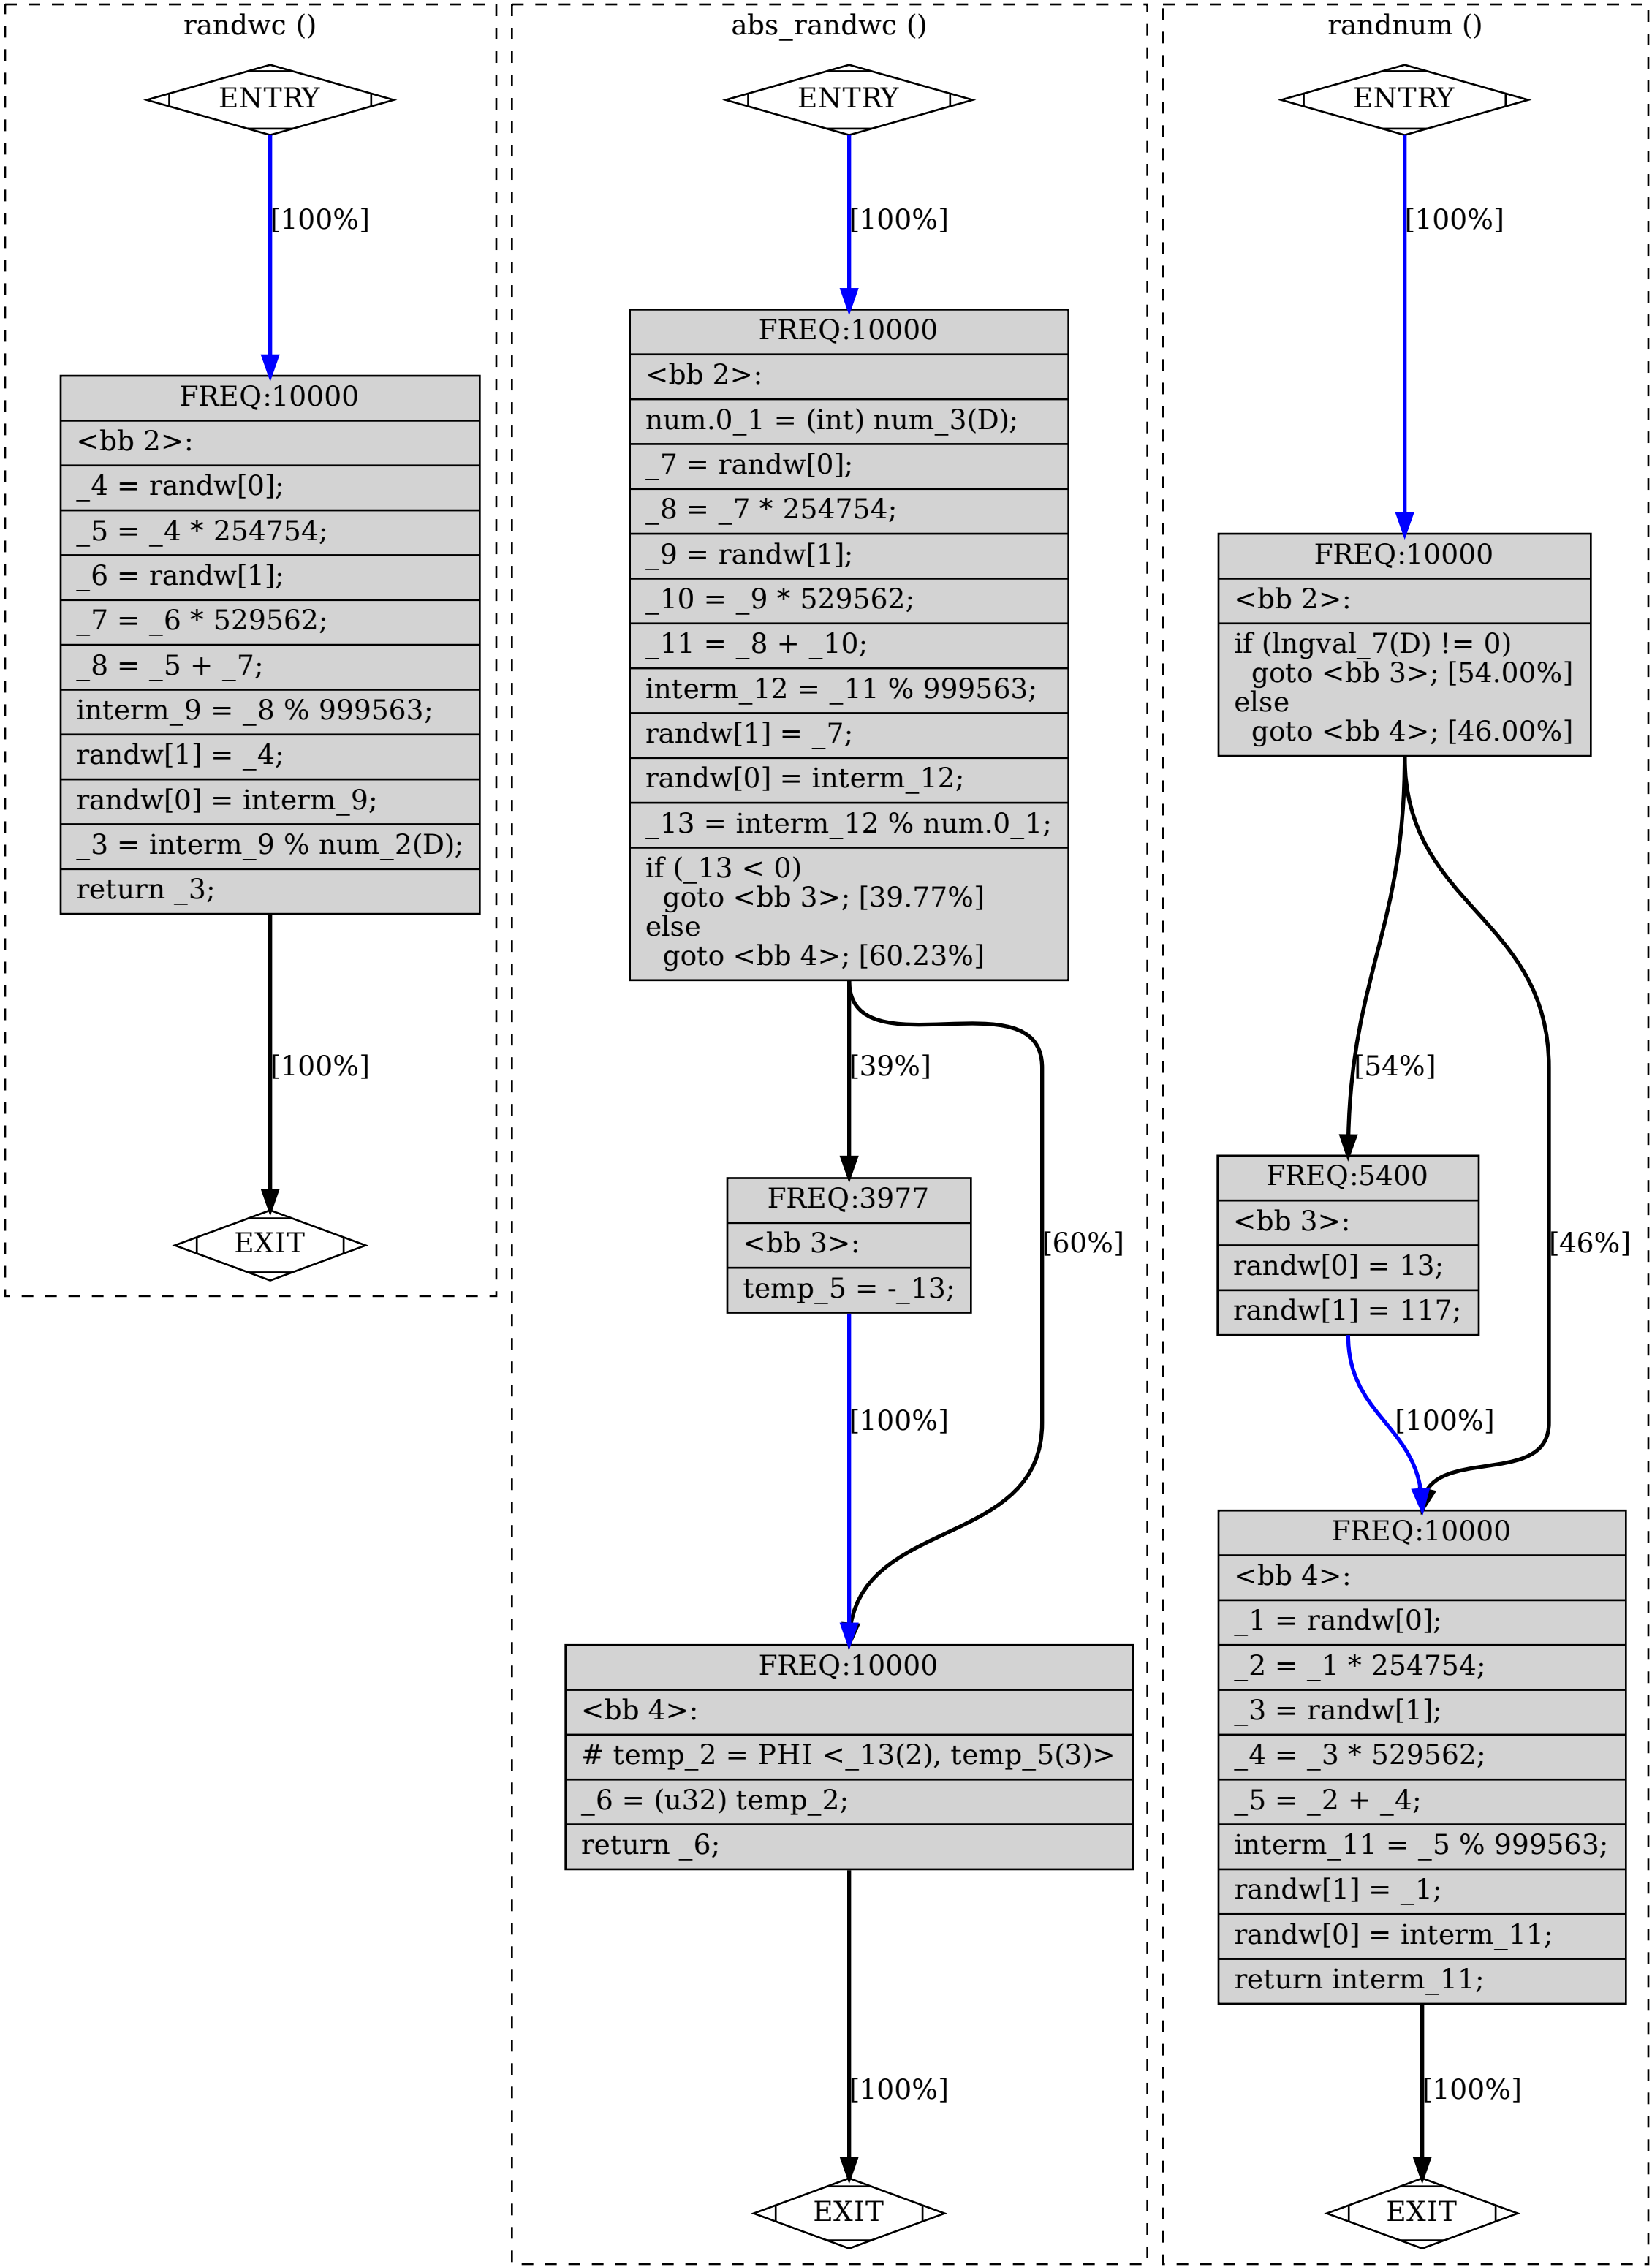 randwc ()
ENTRY
[100%]
FREQ:10000
<bb 2>:
_4 = randw[0];
_5 = _4 * 254754;
_6 = randw[1];
_7 = _6 * 529562;
_8 = _5 + _7;
interm_9 = _8 % 999563;
randw[1] = _4;
randw[0] = interm_9;
_3 = interm_9 % num_2(D);
return _3;
[100%]
EXIT
abs_randwc ()
ENTRY
[100%]
FREQ:10000
<bb 2>:
num.0_1 = (int) num_3(D);
_7 = randw[0];
_8 = _7 * 254754;
_9 = randw[1];
_10 = _9 * 529562;
_11 = _8 + _10;
interm_12 = _11 % 999563;
randw[1] = _7;
randw[0] = interm_12;
_13 = interm_12 % num.0_1;
if (_13 < 0)
goto <bb 3>; [39.77%]
else
goto <bb 4>; [60.23%]
[39%]
FREQ:3977
<bb 3>:
temp_5 = -_13;
[60%]
[100%]
FREQ:10000
<bb 4>:
# temp_2 = PHI <_13(2), temp_5(3)>
_6 = (u32) temp_2;
return _6;
[100%]
EXIT
randnum ()
ENTRY
[100%]
FREQ:10000
<bb 2>:
if (lngval_7(D) != 0)
goto <bb 3>; [54.00%]
else
goto <bb 4>; [46.00%]
[54%]
FREQ:5400
<bb 3>:
randw[0] = 13;
randw[1] = 117;
[46%]
[100%]
FREQ:10000
<bb 4>:
_1 = randw[0];
_2 = _1 * 254754;
_3 = randw[1];
_4 = _3 * 529562;
_5 = _2 + _4;
interm_11 = _5 % 999563;
randw[1] = _1;
randw[0] = interm_11;
return interm_11;
[100%]
EXIT